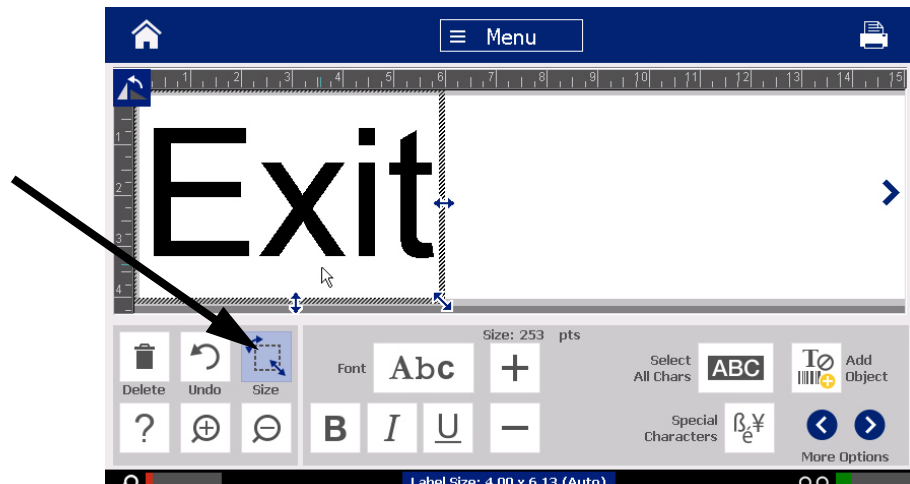 ≡ Menu
1 2 3 4 5 6 7 8 9 10 11 12 13 14 15
1
2
3
4
Exit
Size: 253 pts
Delete
Undo
Size
Font
Abc
+
Select
All Chars
ABC
T
Add
Object
?
B
I
U
−
Special
Characters
ßé¥
More Options
Label Size: 4.00 x 6.13 (Auto)